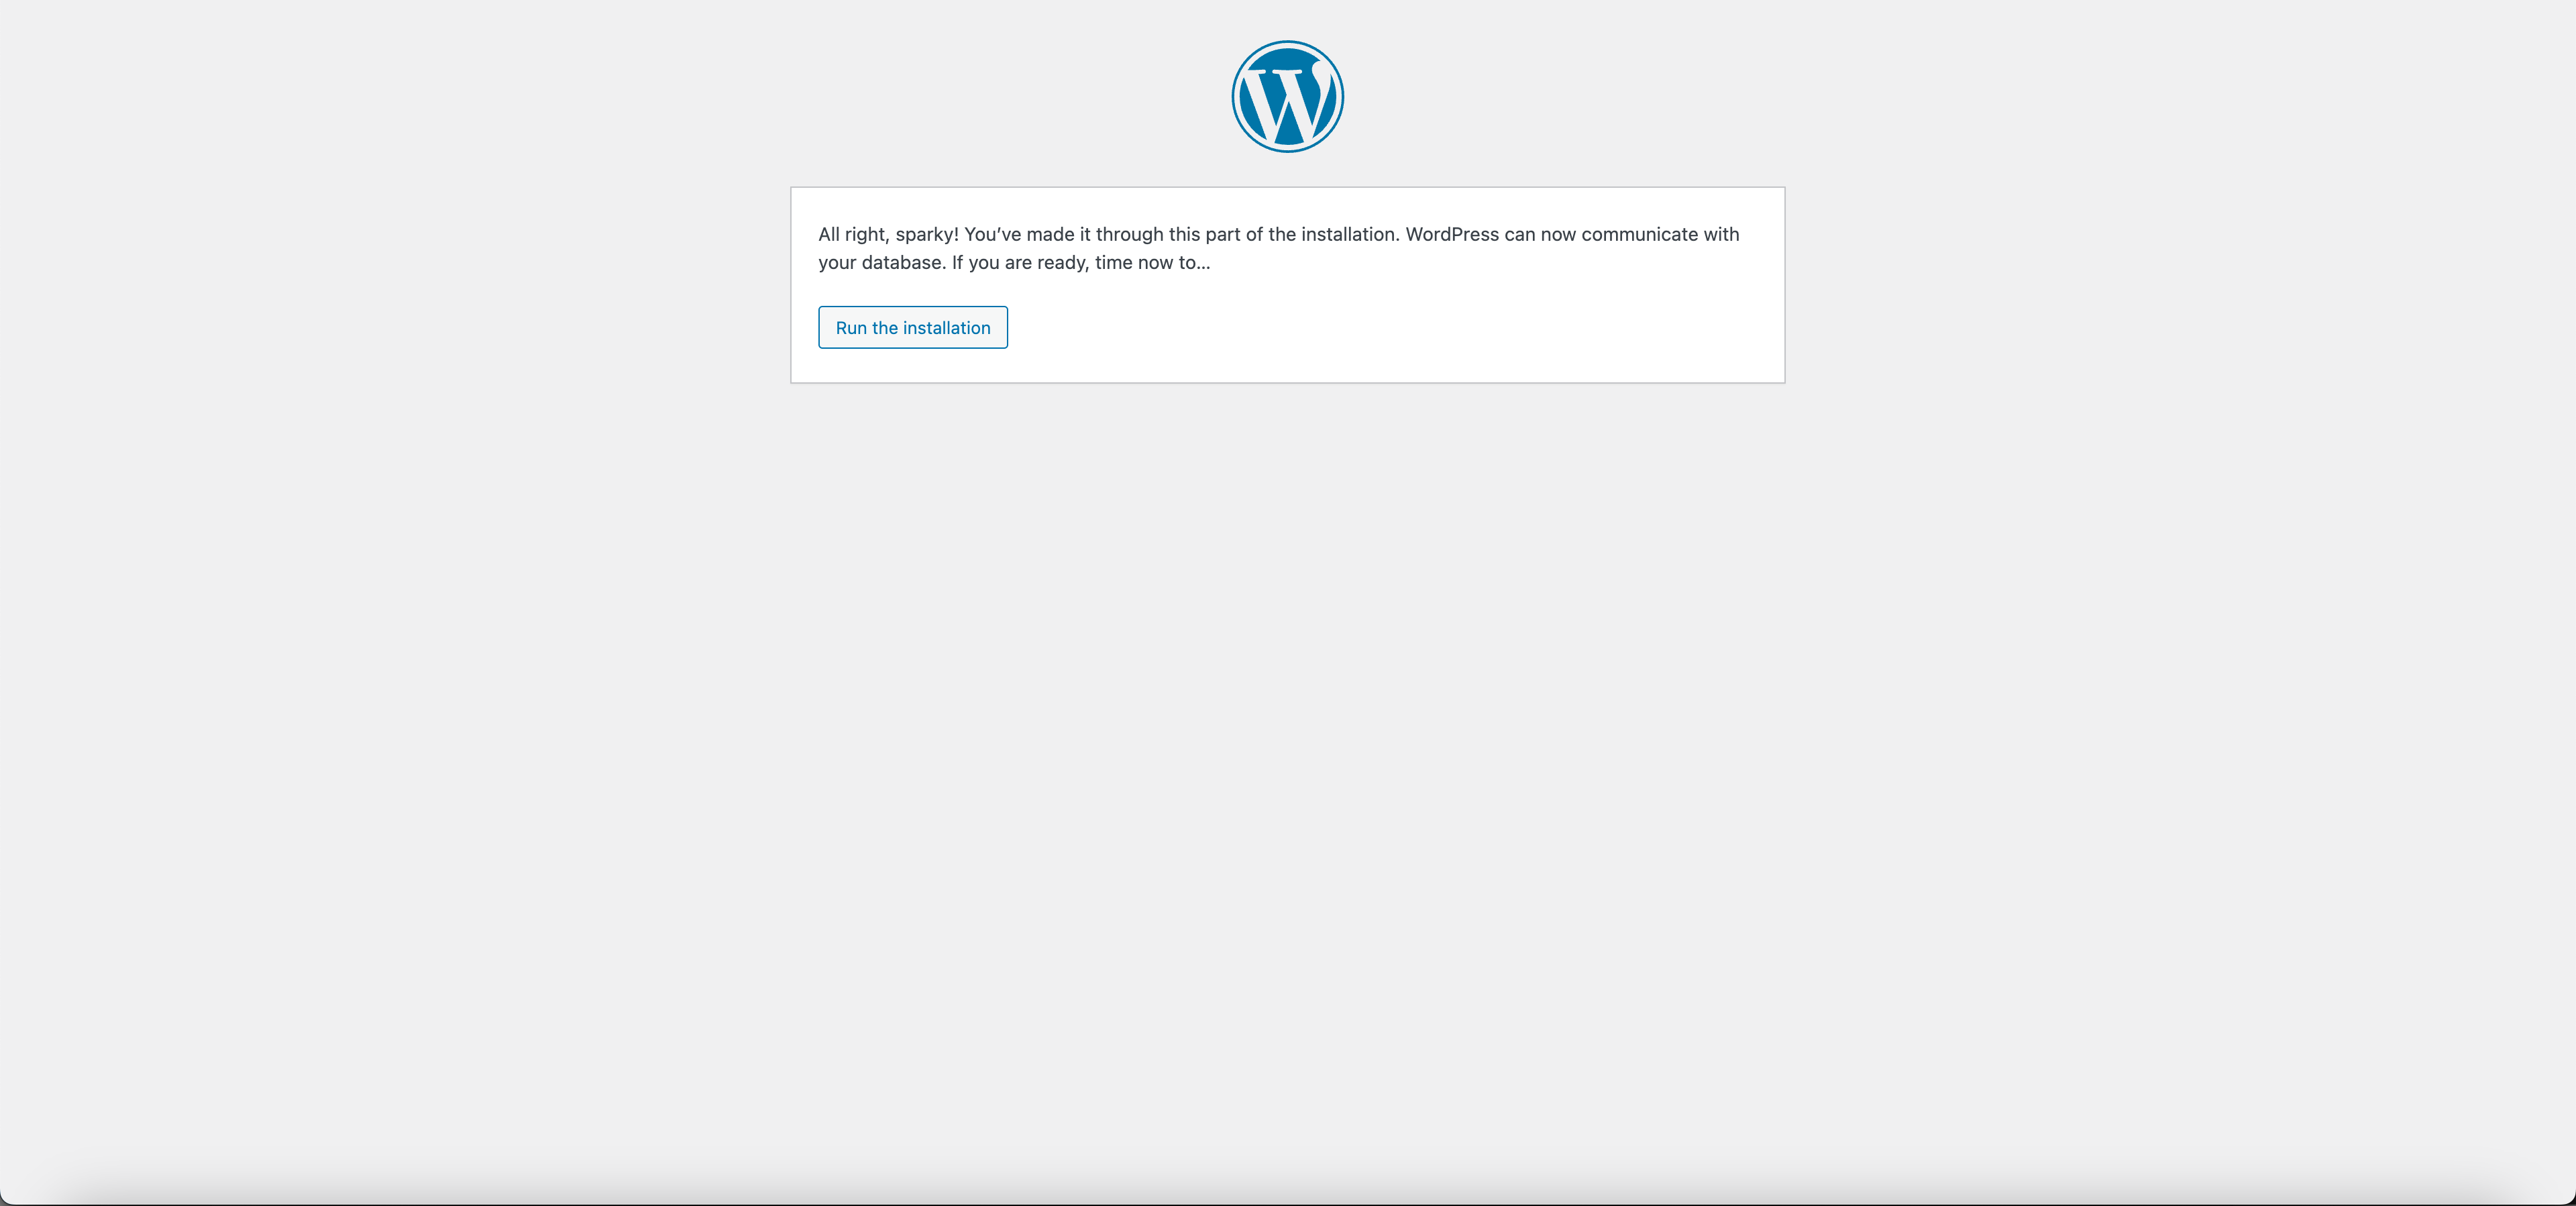 All right, sparky! You’ve made it through this part of the installation. WordPress can now communicate with
your database. If you are ready, time now to…
Run the installation